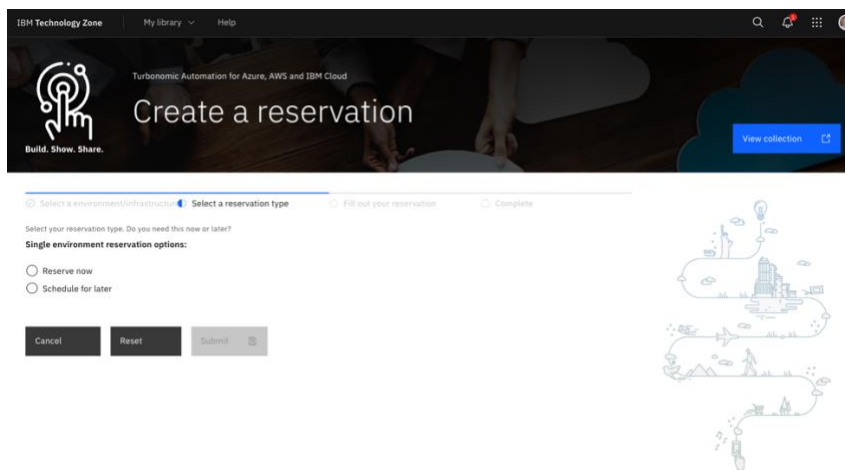 IBM Technology Zone My library Help
Turbonomic Automation for Azure, AWS and IBM Cloud
Create a reservation
Build. Show. Share.
View collection
Select a environment/infrastructur Select a reservation type Fill out your reservation Complete
Select your reservation type. Do you need this now or later?
Single environment reservation options:
Reserve now
Schedule for later
Cancel Reset Submit